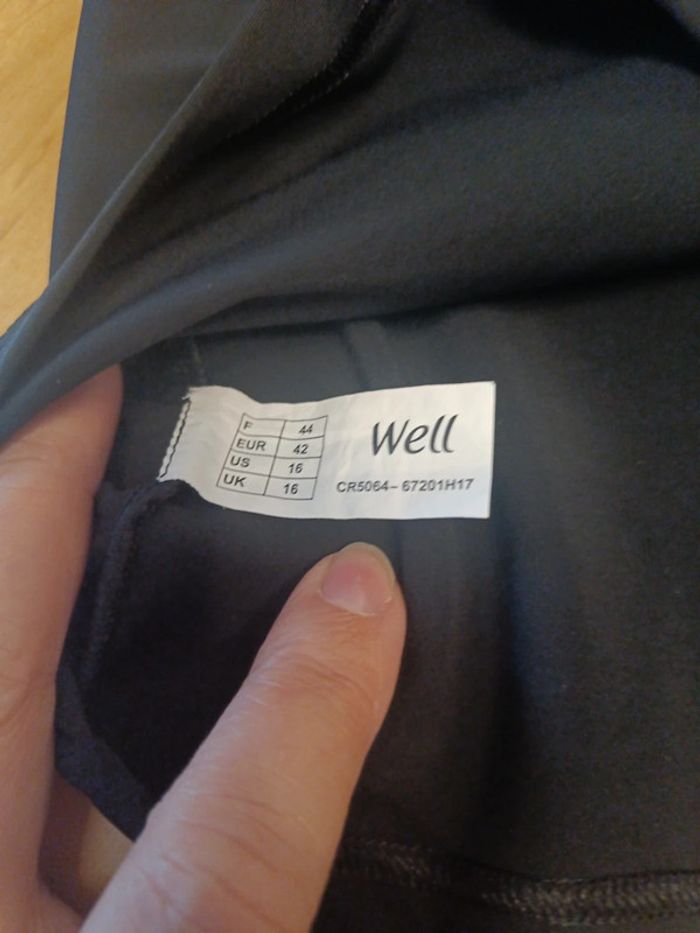 F 44
EUR 42
US 16
UK 16
Well
CR5064-67201H17